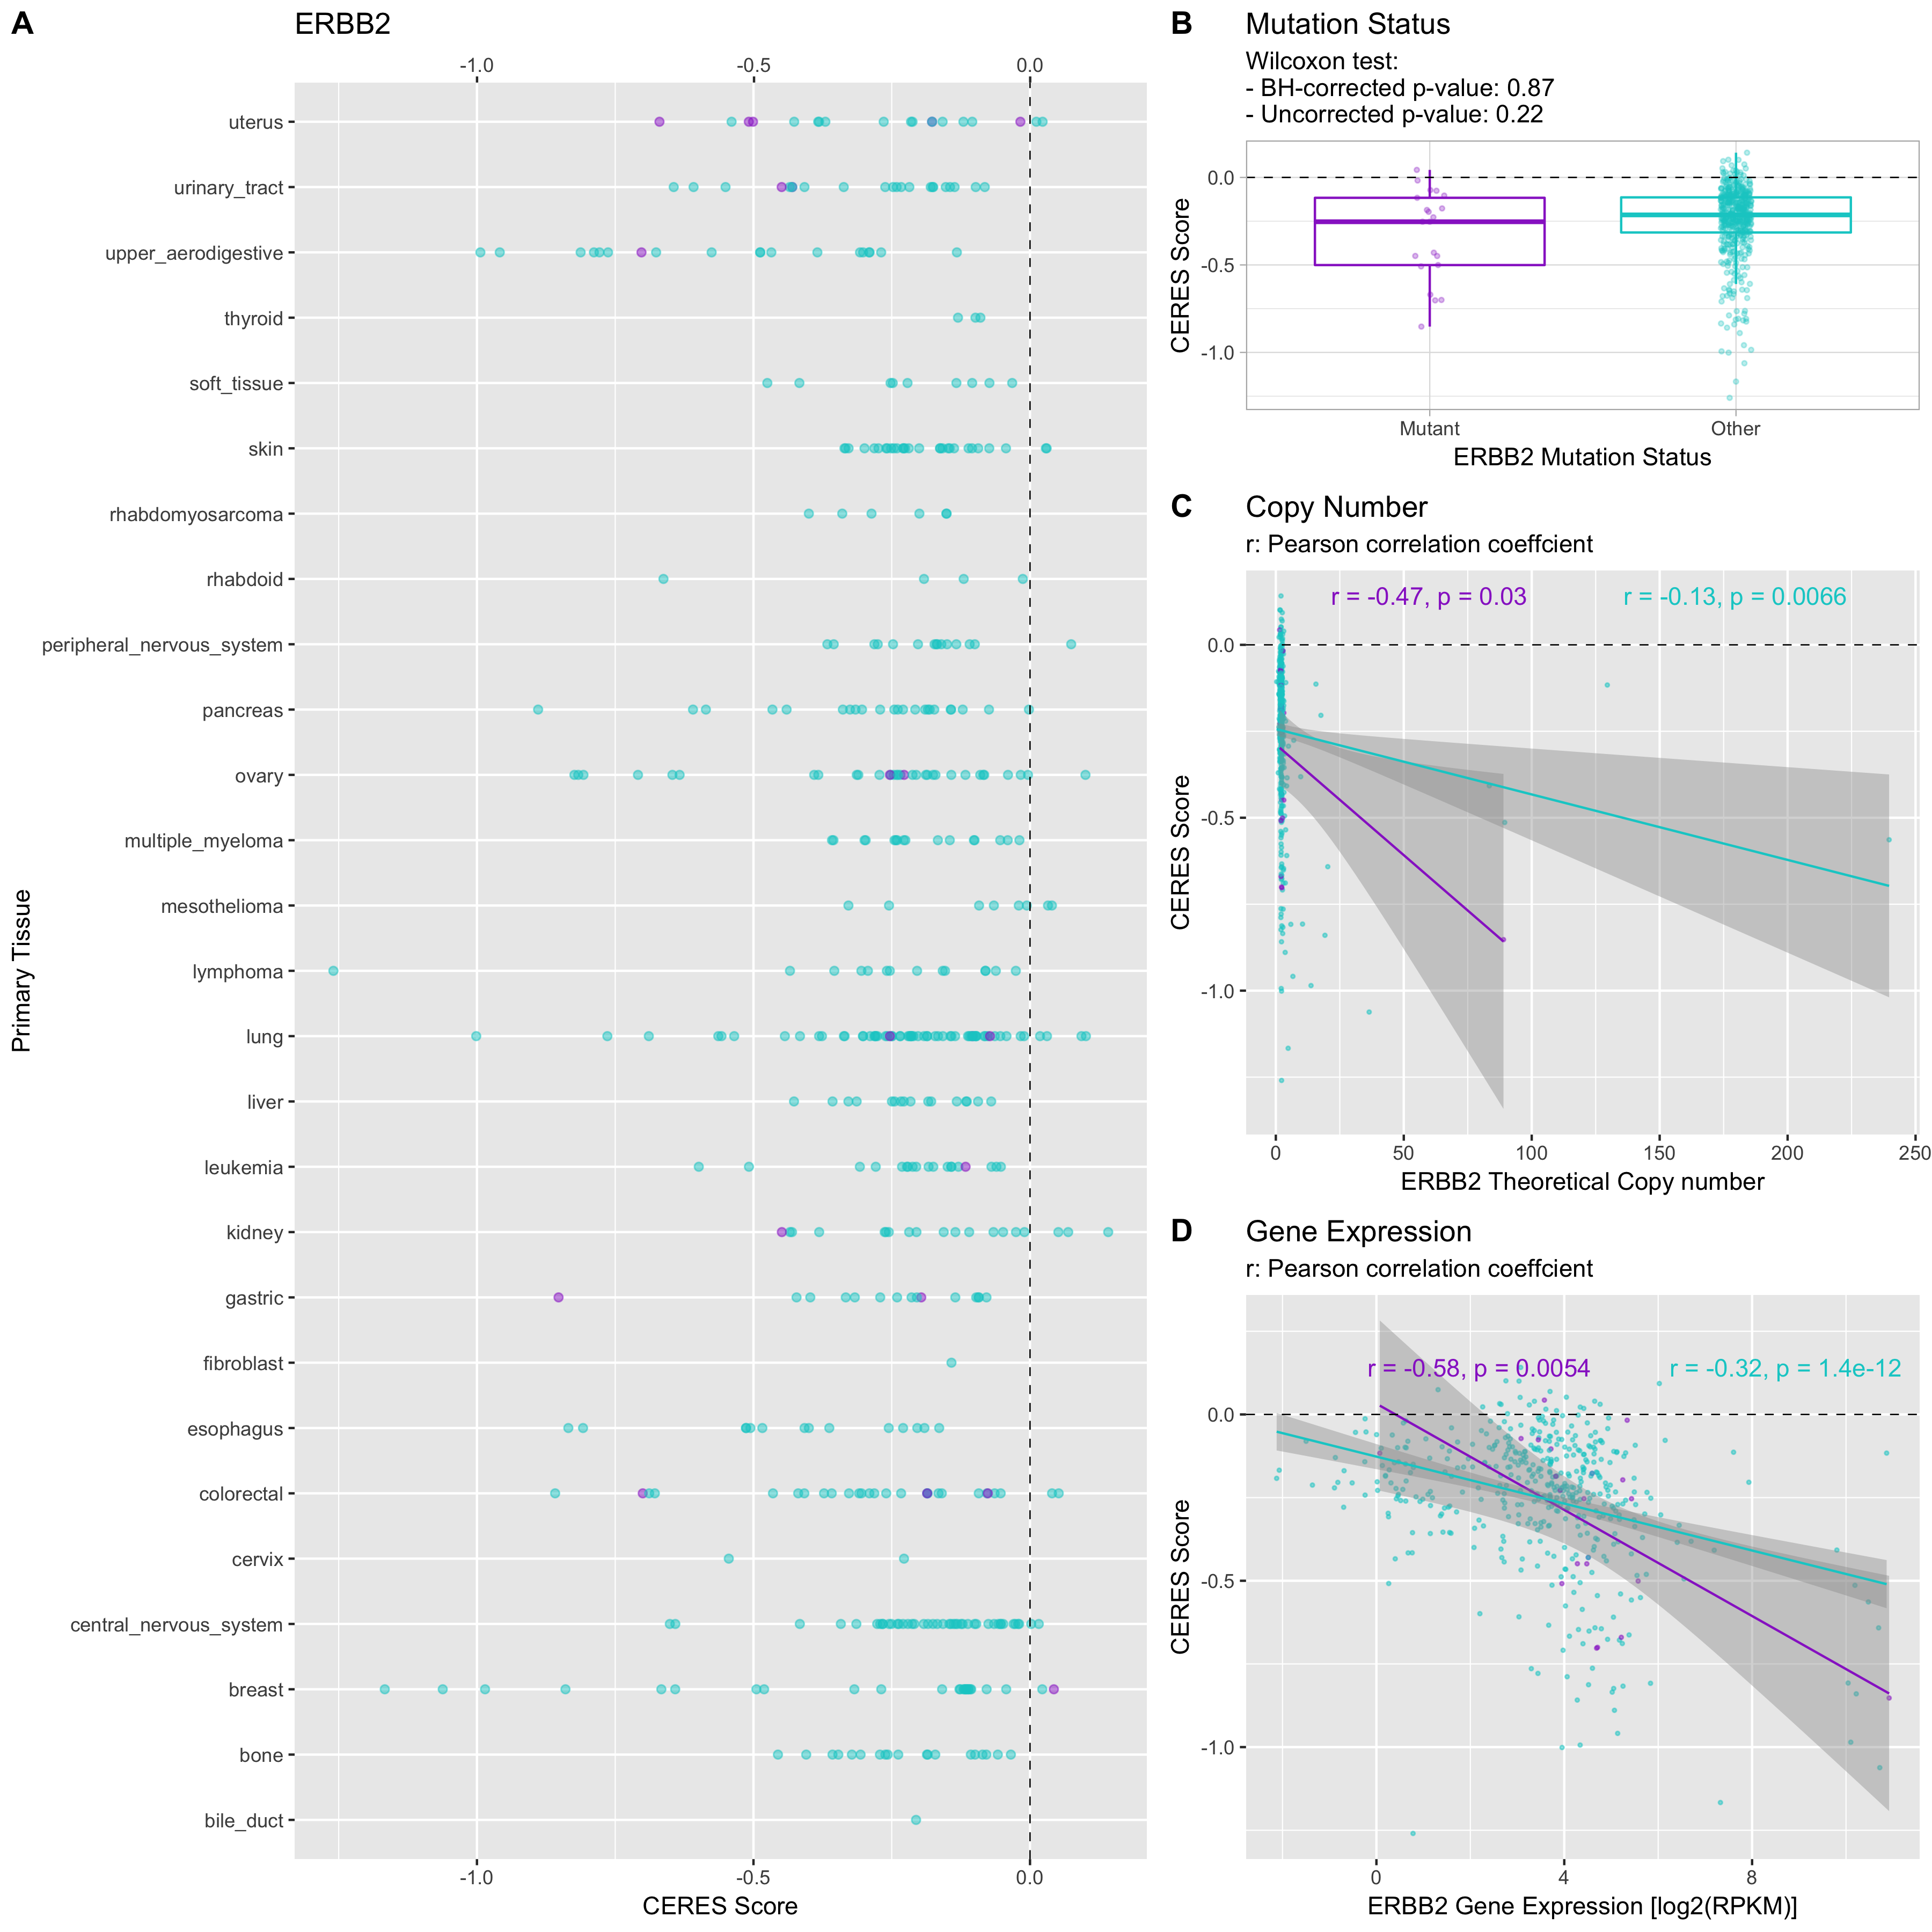 A
ERBB2
-1.0 -0.5 0.0
uterus
urinary_tract
upper_aerodigestive
thyroid
soft_tissue
skin
rhabdomyosarcoma
rhabdoid
peripheral_nervous_system
pancreas
ovary
multiple_myeloma
mesothelioma
lymphoma
lung
liver
leukemia
kidney
gastric
fibroblast
esophagus
colorectal
cervix
central_nervous_system
breast
bone
bile_duct
Primary Tissue
-1.0 -0.5 0.0
CERES Score
B
Mutation Status
Wilcoxon test:
- BH-corrected p-value: 0.87
- Uncorrected p-value: 0.22
0.0
-0.5
-1.0
CERES Score
Mutant Other
ERBB2 Mutation Status
C
Copy Number
r: Pearson correlation coeffcient
r = -0.47, p = 0.03 r = -0.13, p = 0.0066
0.0
-0.5
-1.0
CERES Score
0 50 100 150 200 250
ERBB2 Theoretical Copy number
D
Gene Expression
r: Pearson correlation coeffcient
r = -0.58, p = 0.0054 r = -0.32, p = 1.4e-12
0.0
-0.5
-1.0
CERES Score
0 4 8
ERBB2 Gene Expression [log2(RPKM)]